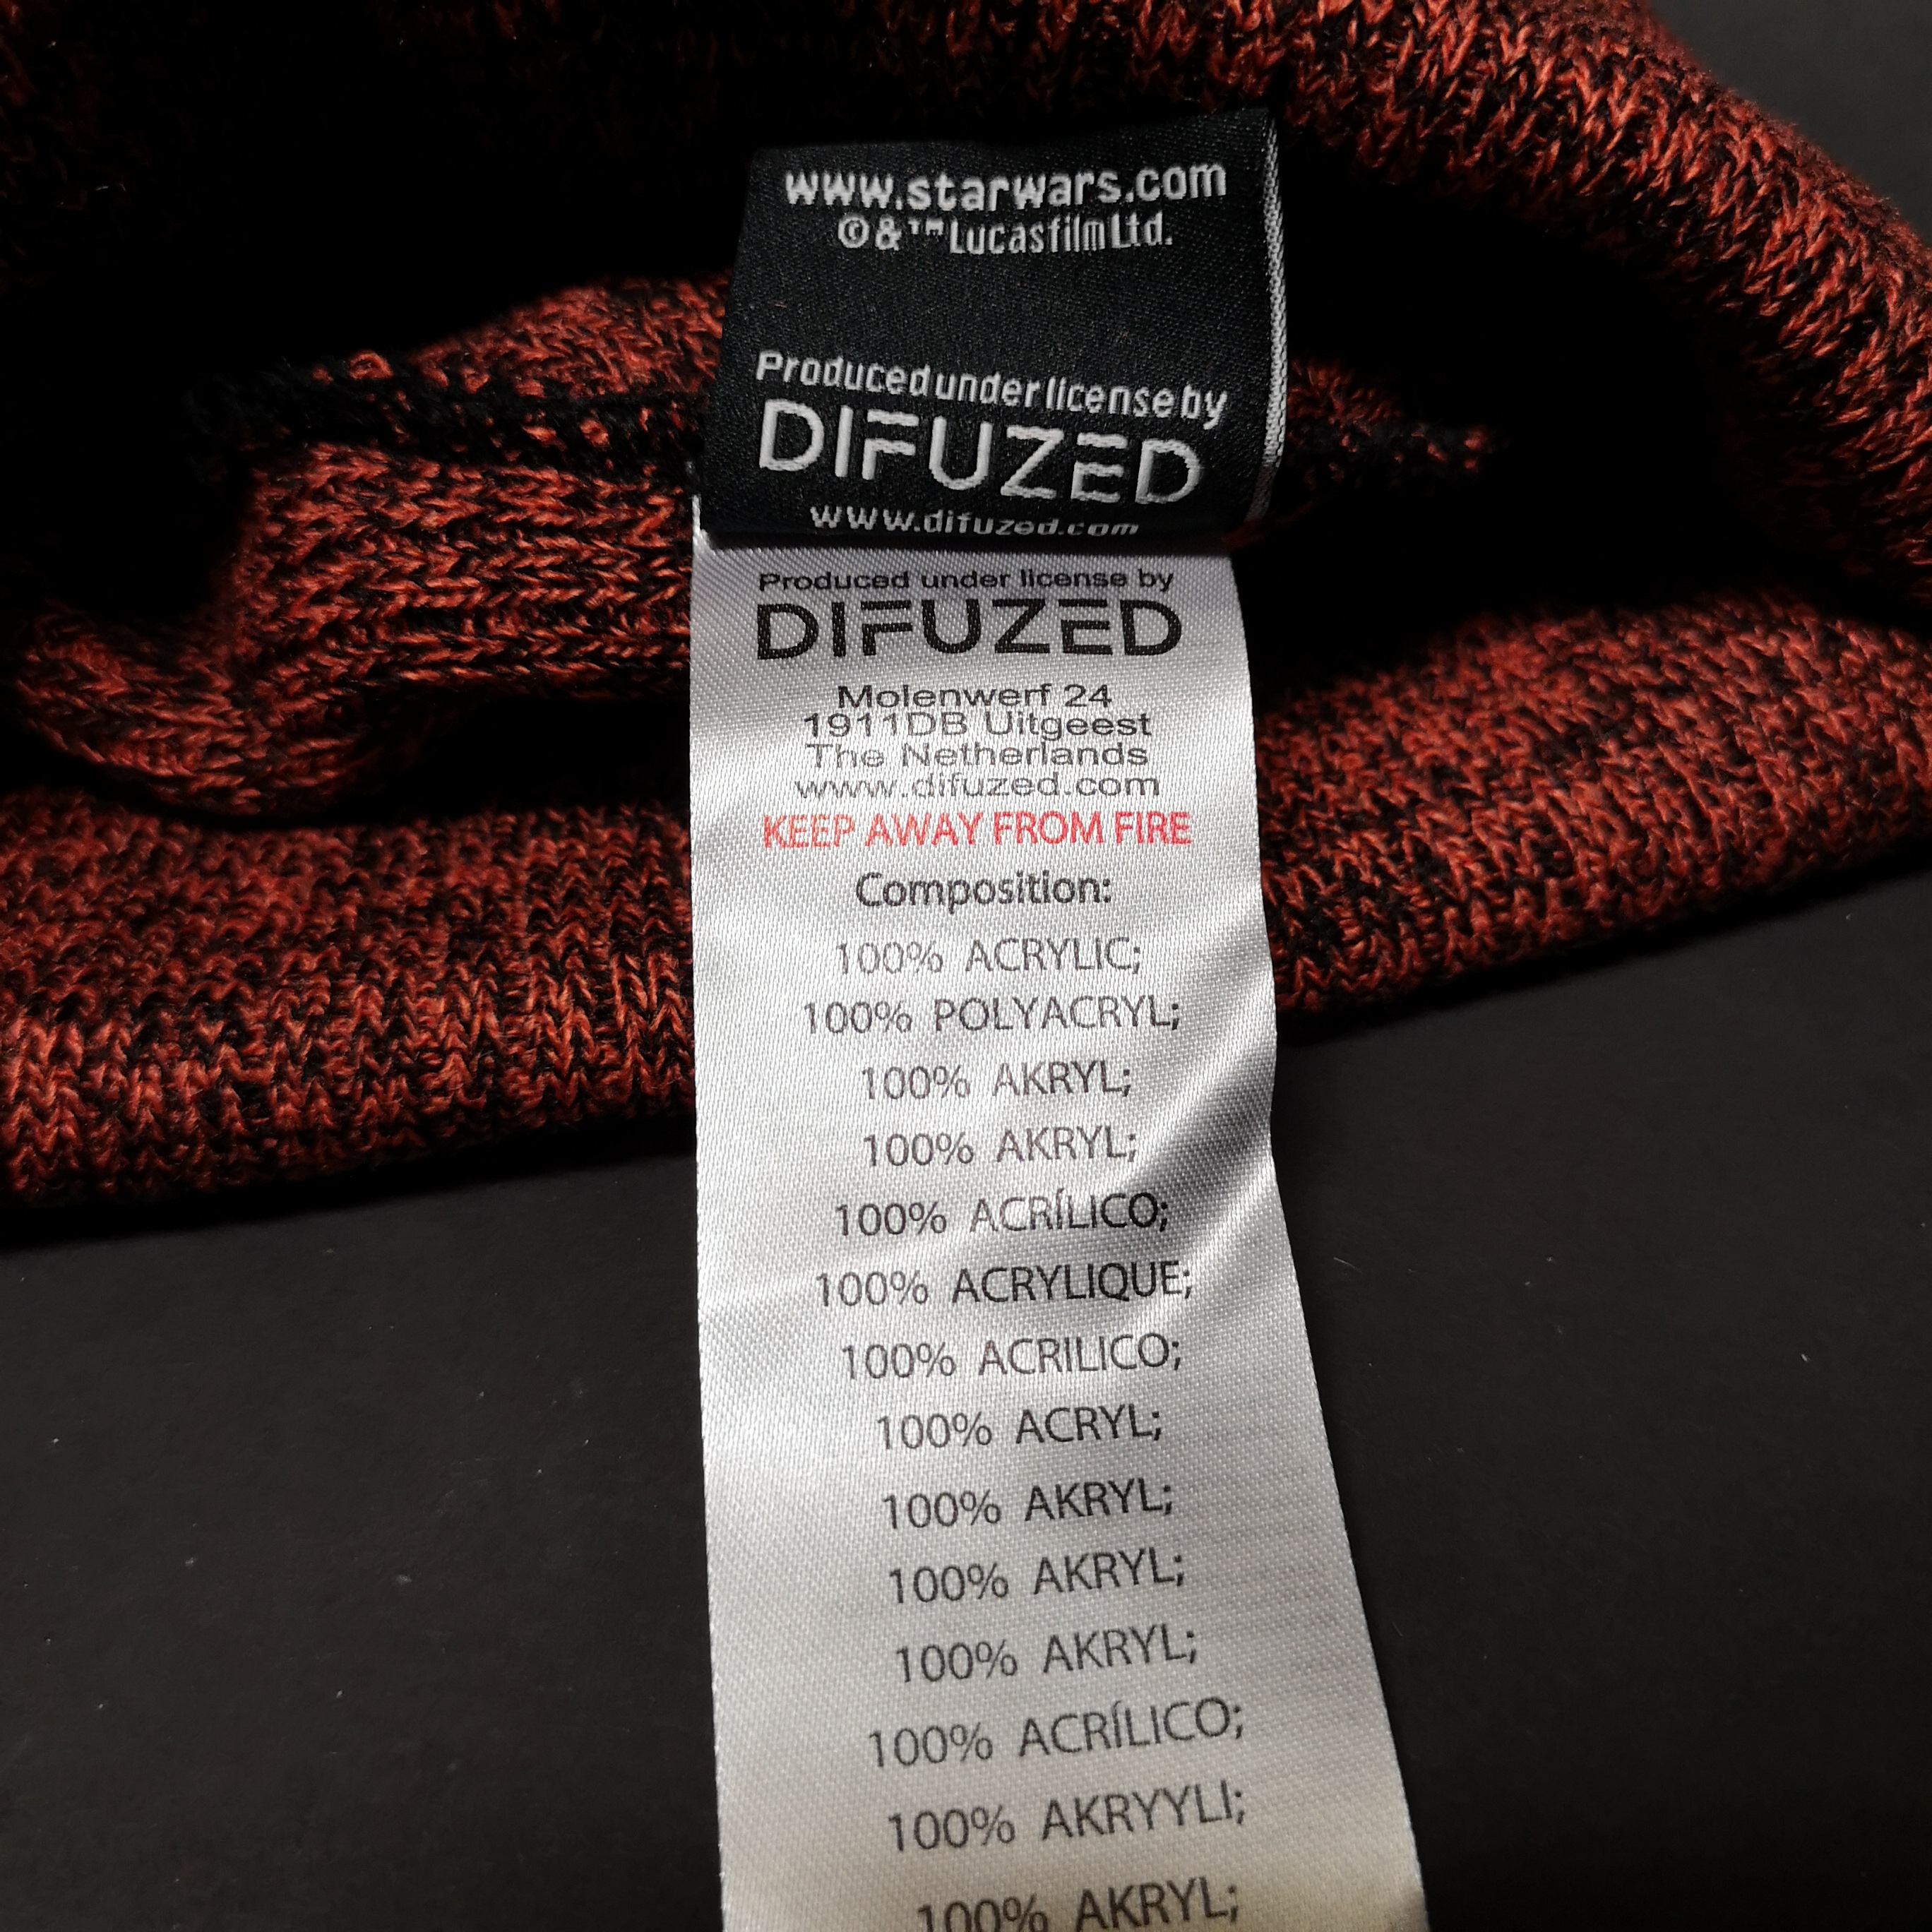 www.starwars.com
©&™LucasfilmLtd.
Produced under license by
DIFUZED
www.difuzed.com
Produced under license by
DIFUZED
Molenwerf 24
1911DB Uitgeest
The Netherlands
www.difuzed.com
KEEP AWAY FROM FIRE
Composition:
100% ACRYLIC;
100% POLYACRYL;
100% AKRYL;
100% AKRYL;
100% ACRÍLICO;
100% ACRYLIQUE;
100% ACRILICO;
100% ACRYL;
100% AKRYL;
100% AKRYL;
100% AKRYL;
100% ACRÍLICO;
100% AKRYYLI;
100% AKRYL;